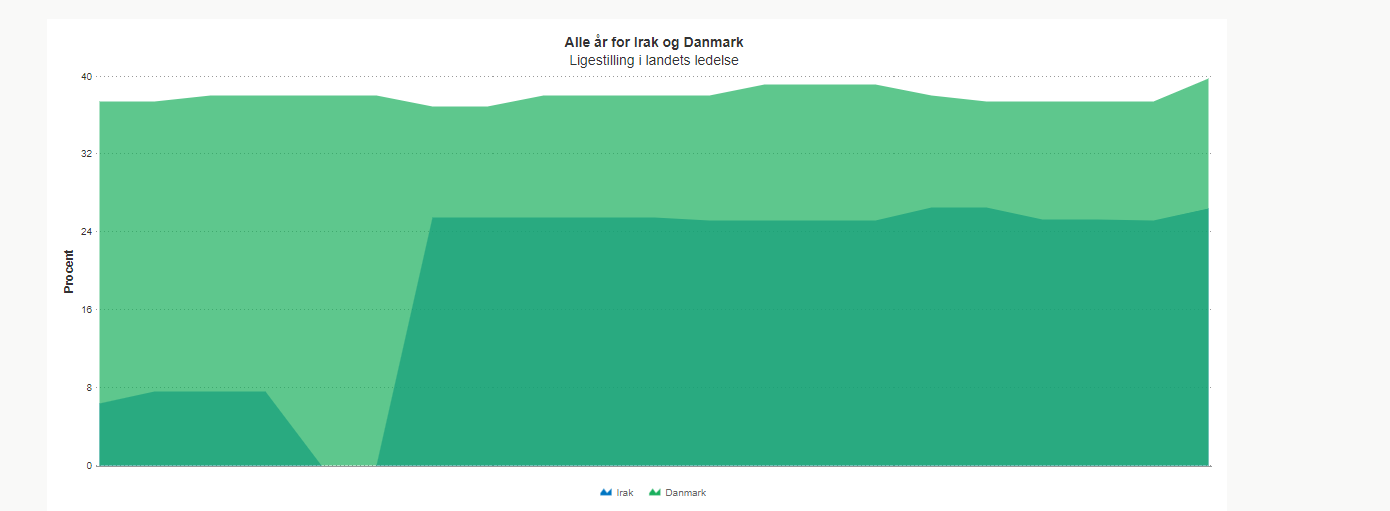 Alle år for Irak og Danmark
Ligestilling i landets ledelse
40
32
24
16
8
0
Procent
Irak
Danmark